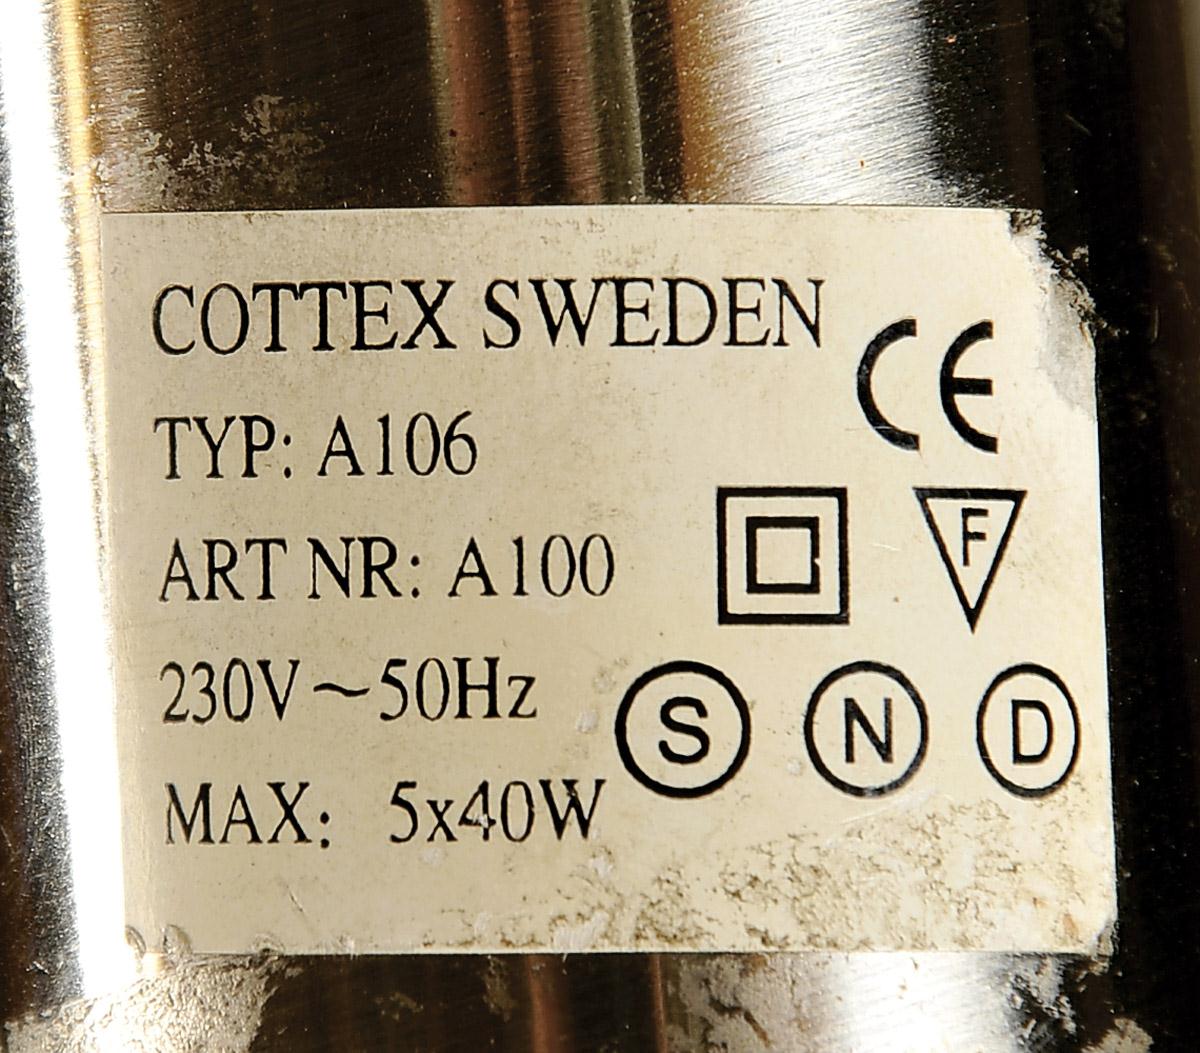 COTTEX SWEDEN
CE
TYP: A106
ART NR: A100
F
230V~50Hz
S N D
MAX: 5x40W